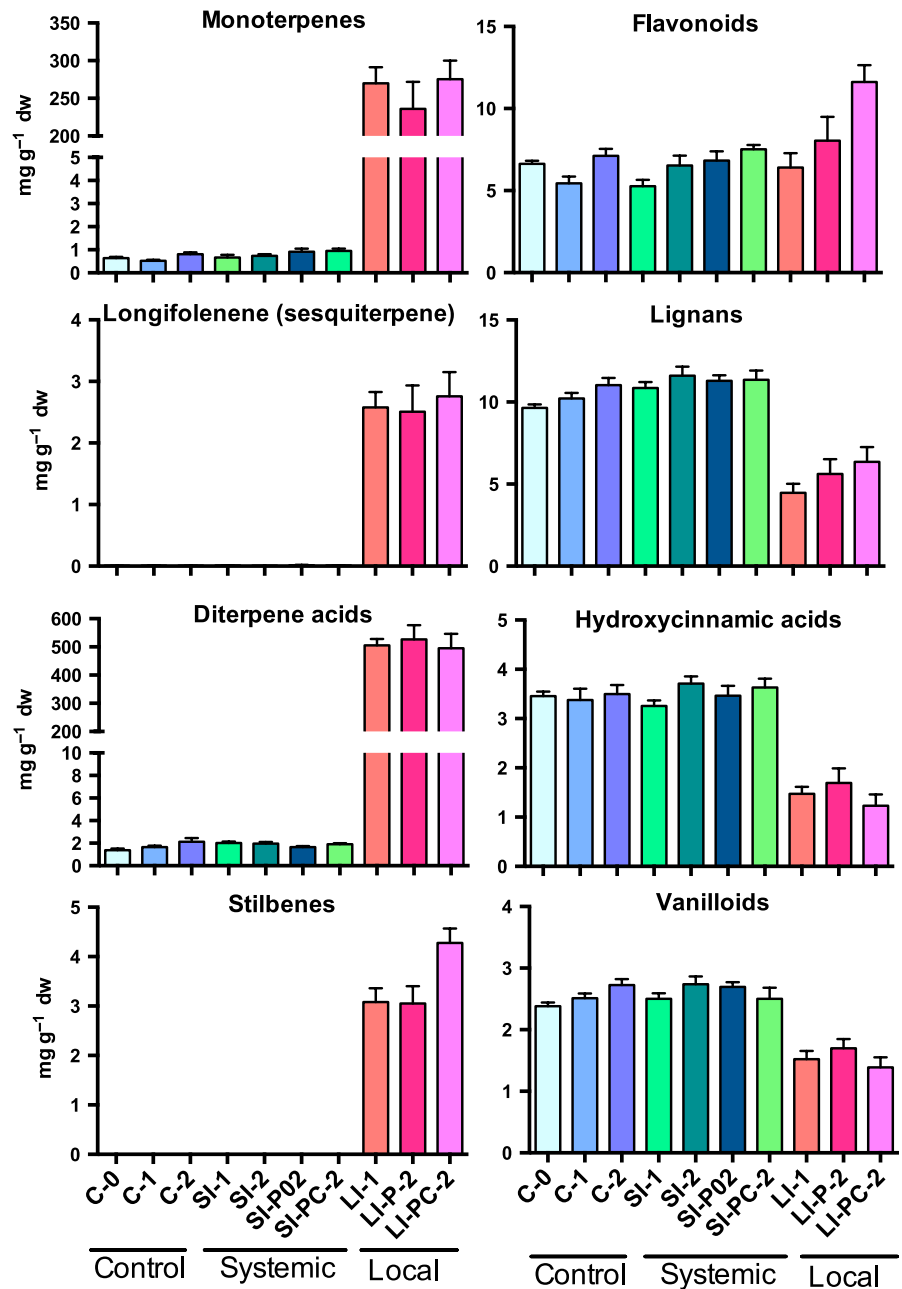 Monoterpenes
mg g⁻¹ dw
350
300
250
200
5
4
3
2
1
0
Flavonoids
15
10
5
0
Longifolenene (sesquiterpene)
mg g⁻¹ dw
4
3
2
1
0
Lignans
15
10
5
0
Diterpene acids
mg g⁻¹ dw
600
500
400
300
200
10
8
6
4
2
0
Hydroxycinnamic acids
5
4
3
2
1
0
Stilbenes
mg g⁻¹ dw
5
4
3
2
1
0
Vanilloids
4
3
2
1
0
C-0
C-1
C-2
SI-1
SI-2
SI-P02
SI-PC-2
LI-1
LI-P-2
LI-PC-2
C-0
C-1
C-2
SI-1
SI-2
SI-P02
SI-PC-2
LI-1
LI-P-2
LI-PC-2
Control Systemic Local
Control Systemic Local